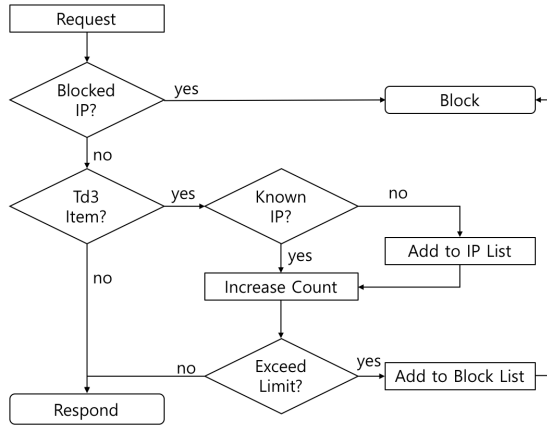 Request
Blocked
IP?
yes
Block
no
Td3
Item?
yes
Known
IP?
no
Add to IP List
yes
Increase Count
no
Exceed
Limit?
yes
Add to Block List
no
Respond